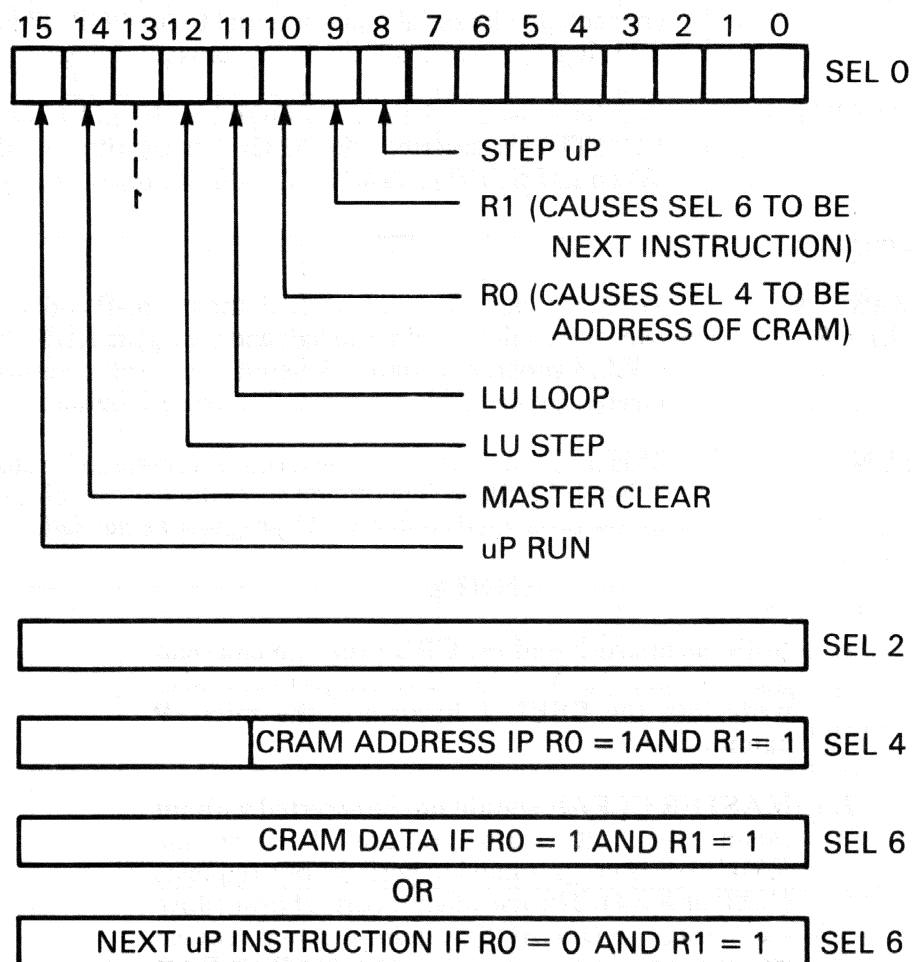 15 14 13 12 11 10 9 8 7 6 5 4 3 2 1 0
SEL 0
STEP uP
R1 (CAUSES SEL 6 TO BE
NEXT INSTRUCTION)
R0 (CAUSES SEL 4 TO BE
ADDRESS OF CRAM)
LU LOOP
LU STEP
MASTER CLEAR
uP RUN
SEL 2
CRAM ADDRESS IP R0 = 1AND R1 = 1 SEL 4
CRAM DATA IF R0 = 1 AND R1 = 1 SEL 6
OR
NEXT uP INSTRUCTION IF R0 = 0 AND R1 = 1 SEL 6